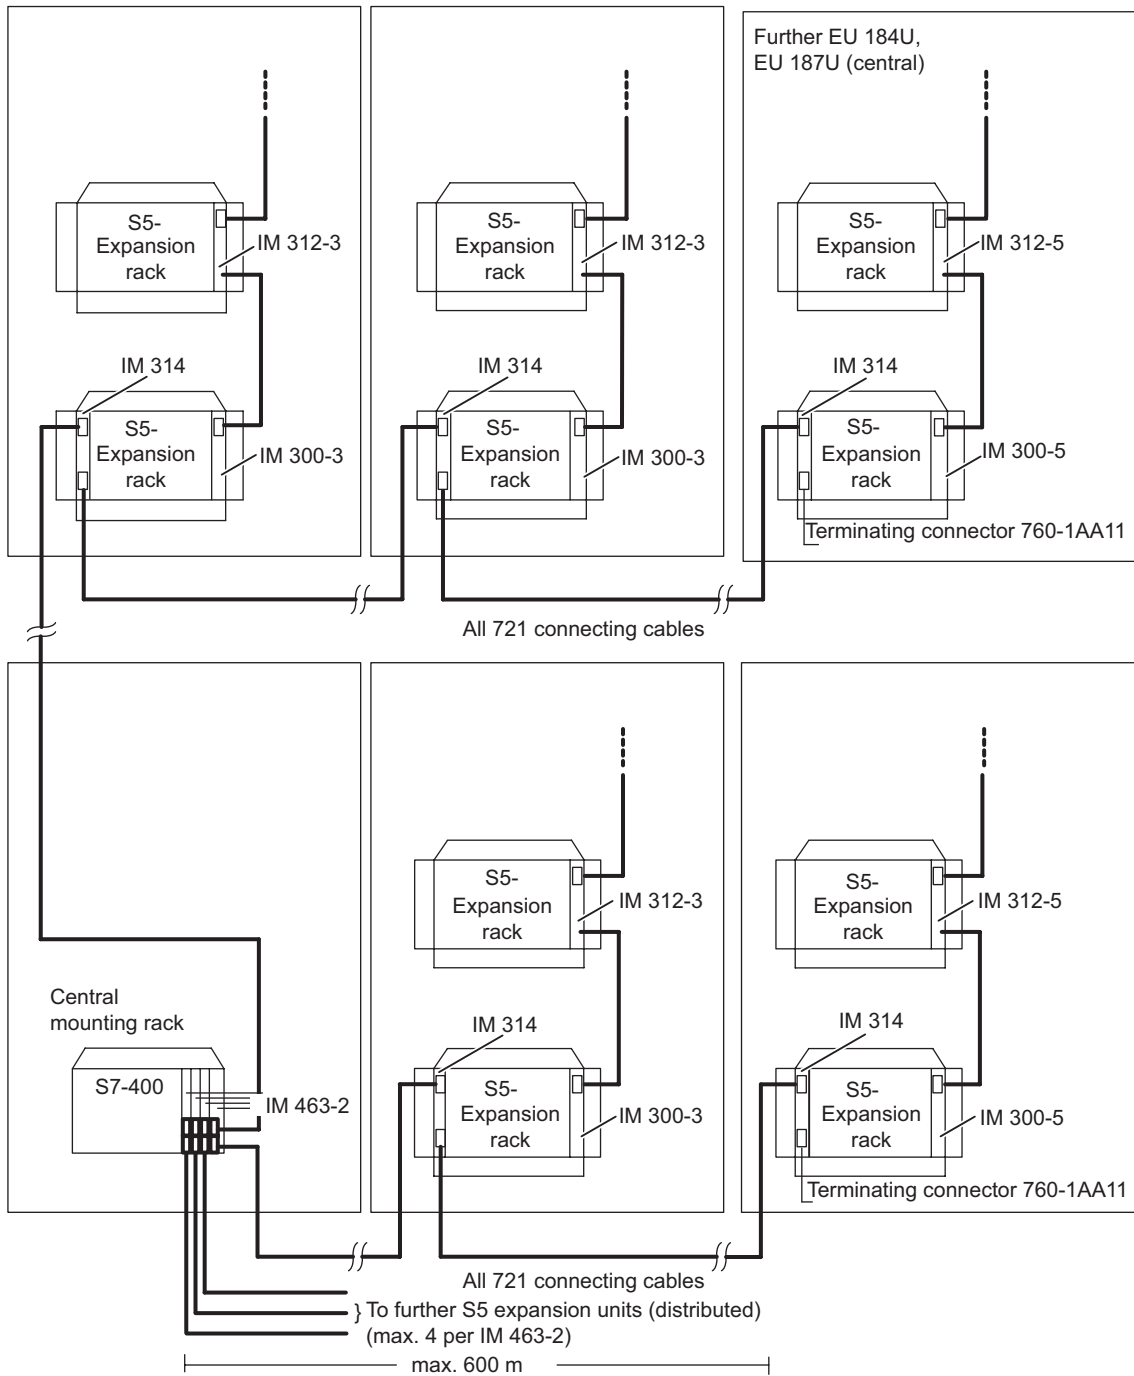 Further EU 184U,
EU 187U (central)
S5-
Expansion
rack
IM 312-3
S5-
Expansion
rack
IM 312-3
S5-
Expansion
rack
IM 312-5
IM 314
S5-
Expansion
rack
IM 300-3
IM 314
S5-
Expansion
rack
IM 300-3
IM 314
S5-
Expansion
rack
IM 300-5
Terminating connector 760-1AA11
All 721 connecting cables
S5-
Expansion
rack
IM 312-3
S5-
Expansion
rack
IM 312-5
Central
mounting rack
S7-400
IM 463-2
IM 314
S5-
Expansion
rack
IM 300-3
IM 314
S5-
Expansion
rack
IM 300-5
Terminating connector 760-1AA11
All 721 connecting cables
} To further S5 expansion units (distributed)
(max. 4 per IM 463-2)
max. 600 m